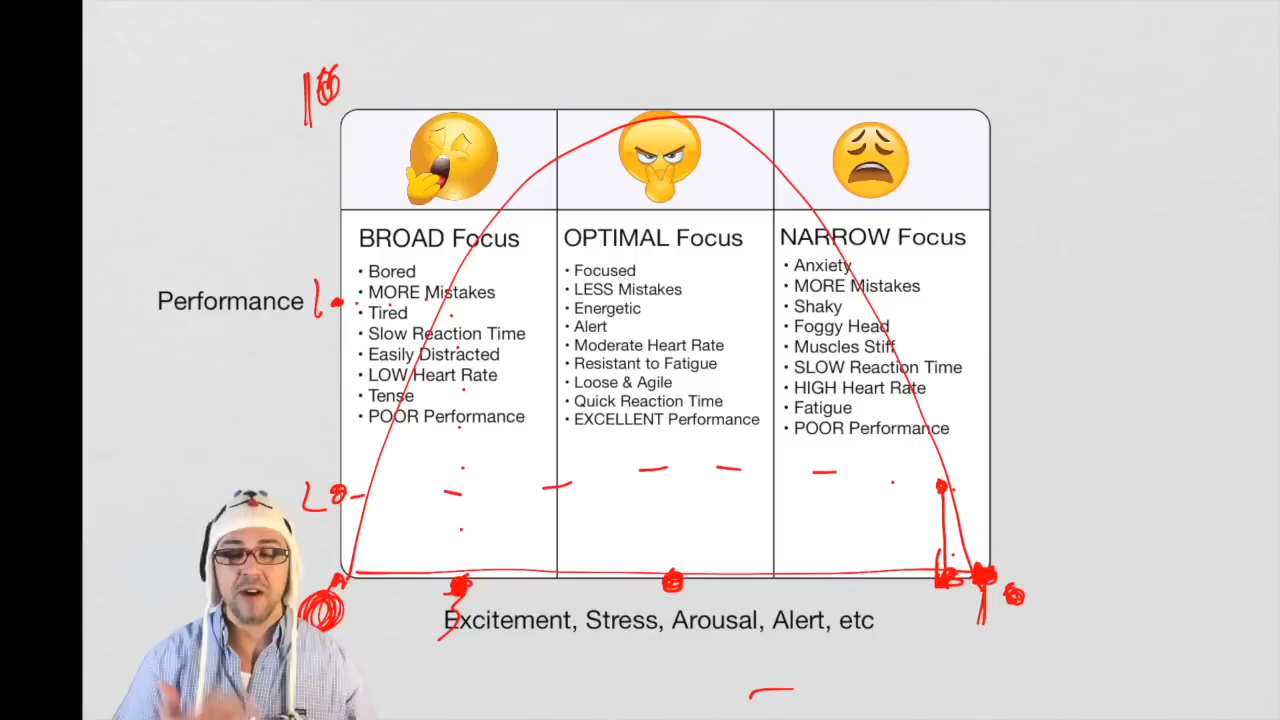 BROAD Focus
• Bored
• MORE Mistakes
• Tired
• Slow Reaction Time
• Easily Distracted
• LOW Heart Rate
• Tense
• POOR Performance
OPTIMAL Focus
• Focused
• LESS Mistakes
• Energetic
• Alert
• Moderate Heart Rate
• Resistant to Fatigue
• Loose & Agile
• Quick Reaction Time
• EXCELLENT Performance
NARROW Focus
• Anxiety
• MORE Mistakes
• Shaky
• Foggy Head
• Muscles Stiff
• SLOW Reaction Time
• HIGH Heart Rate
• Fatigue
• POOR Performance
Performance
Excitement, Stress, Arousal, Alert, etc